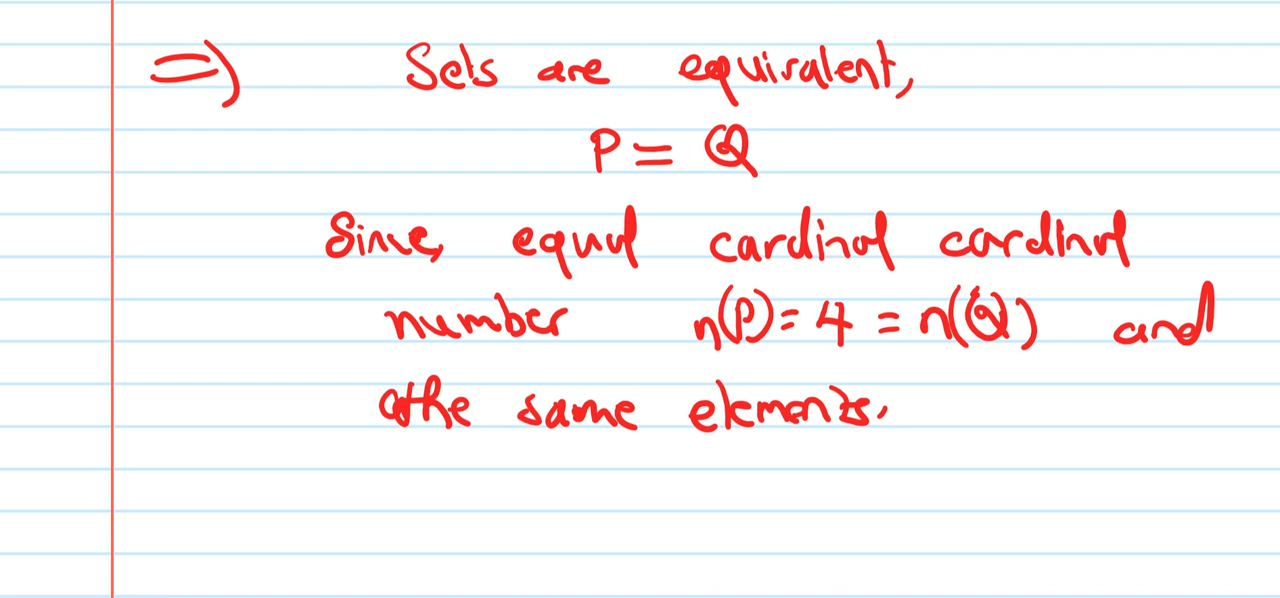 ⇒ Sets are equivalent,
P = Q
Since, equal cardinal cardinal
number n(P) = 4 = n(Q) and
the same elements.